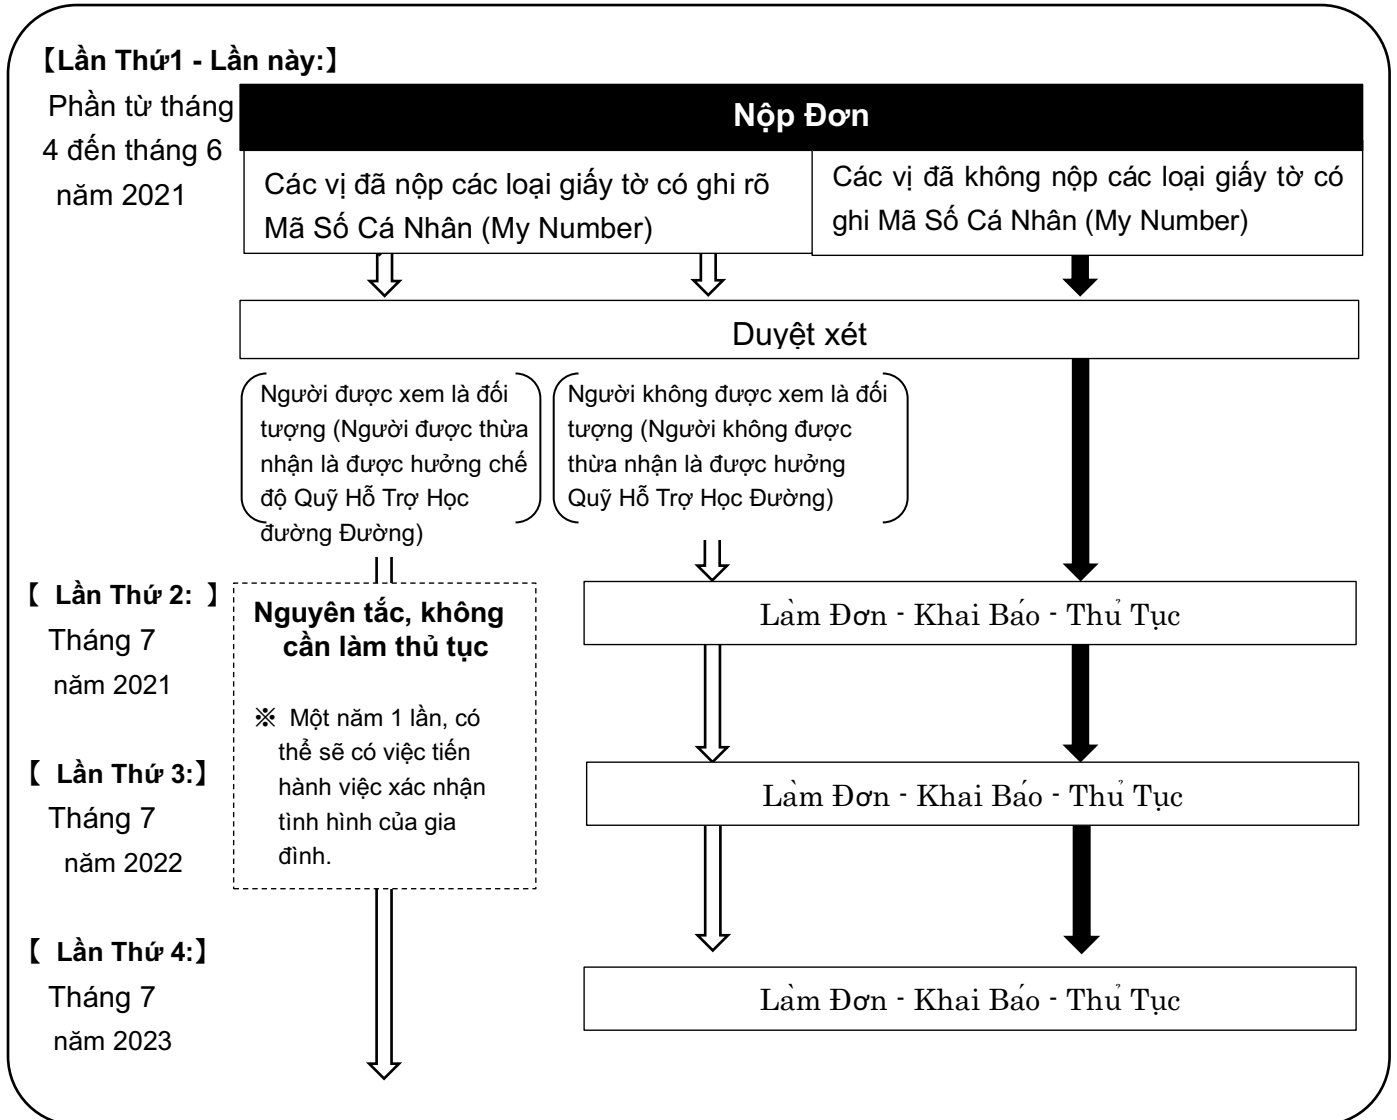 【Lần Thứ1 - Lần này:】
Phần từ tháng
4 đến tháng 6
năm 2021
Nộp Đơn
Các vị đã nộp các loại giấy tờ có ghi rõ
Mã Số Cá Nhân (My Number)
Các vị đã không nộp các loại giấy tờ có
ghi Mã Số Cá Nhân (My Number)
Duyệt xét
Người được xem là đối
tượng (Người được thừa
nhận là được hưởng chế
độ Quỹ Hỗ Trợ Học
đường Đường)
Người không được xem là đối
tượng (Người không được
thừa nhận là được hưởng
Quỹ Hỗ Trợ Học Đường)
【 Lần Thứ 2: 】
Tháng 7
năm 2021
Nguyên tắc, không
cần làm thủ tục
※ Một năm 1 lần, có
thể sẽ có việc tiến
hành việc xác nhận
tình hình của gia
đình.
Làm Đơn - Khai Báo - Thủ Tục
【 Lần Thứ 3:】
Tháng 7
năm 2022
Làm Đơn - Khai Báo - Thủ Tục
【 Lần Thứ 4:】
Tháng 7
năm 2023
Làm Đơn - Khai Báo - Thủ Tục